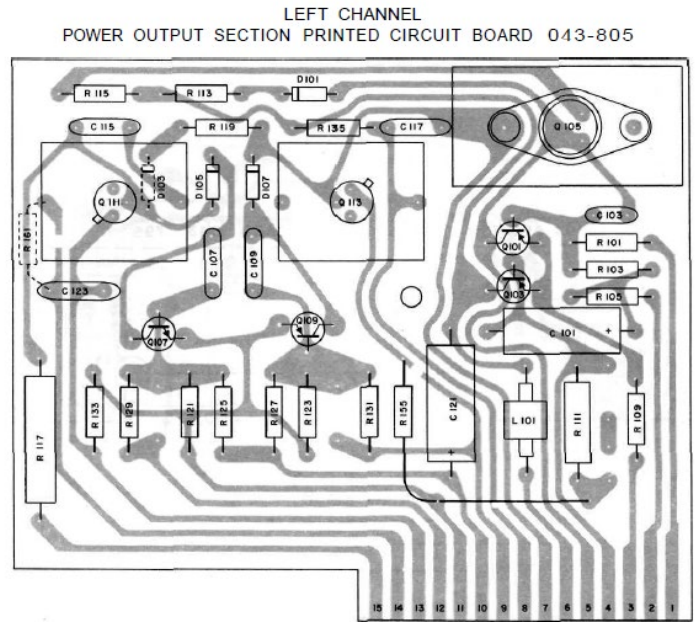 LEFT CHANNEL
POWER OUTPUT SECTION PRINTED CIRCUIT BOARD 043-805
D101
R 115 R 113
C 115 R 119 R 135 C 117 Q 105
D103 D105 D107
Q 111 Q 113
R 161
C 103
Q101 R 101
C 107 C 109
R 103
C 123 Q103 R 105
Q107 Q109
C 101 +
R 117 R 133 R 129 R 121 R 125 R 127 R 123 R 131 R 155 C 121 + L 101 R 111 R 109
15 14 13 12 11 10 9 8 7 6 5 4 3 2 1